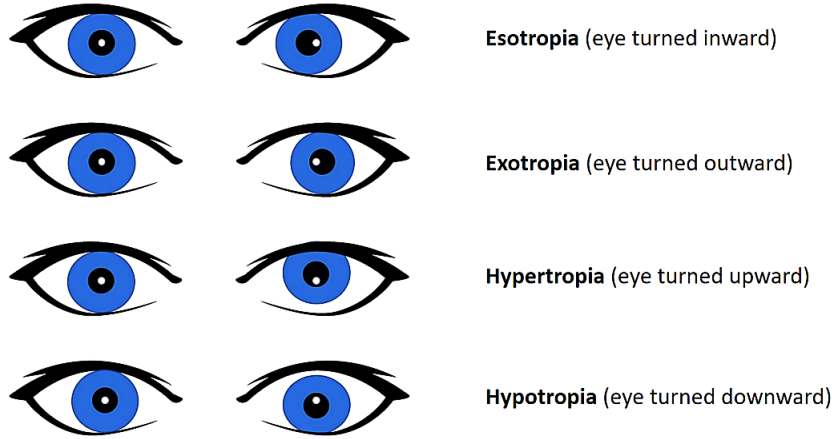 Esotropia (eye turned inward)
Exotropia (eye turned outward)
Hypertropia (eye turned upward)
Hypotropia (eye turned downward)